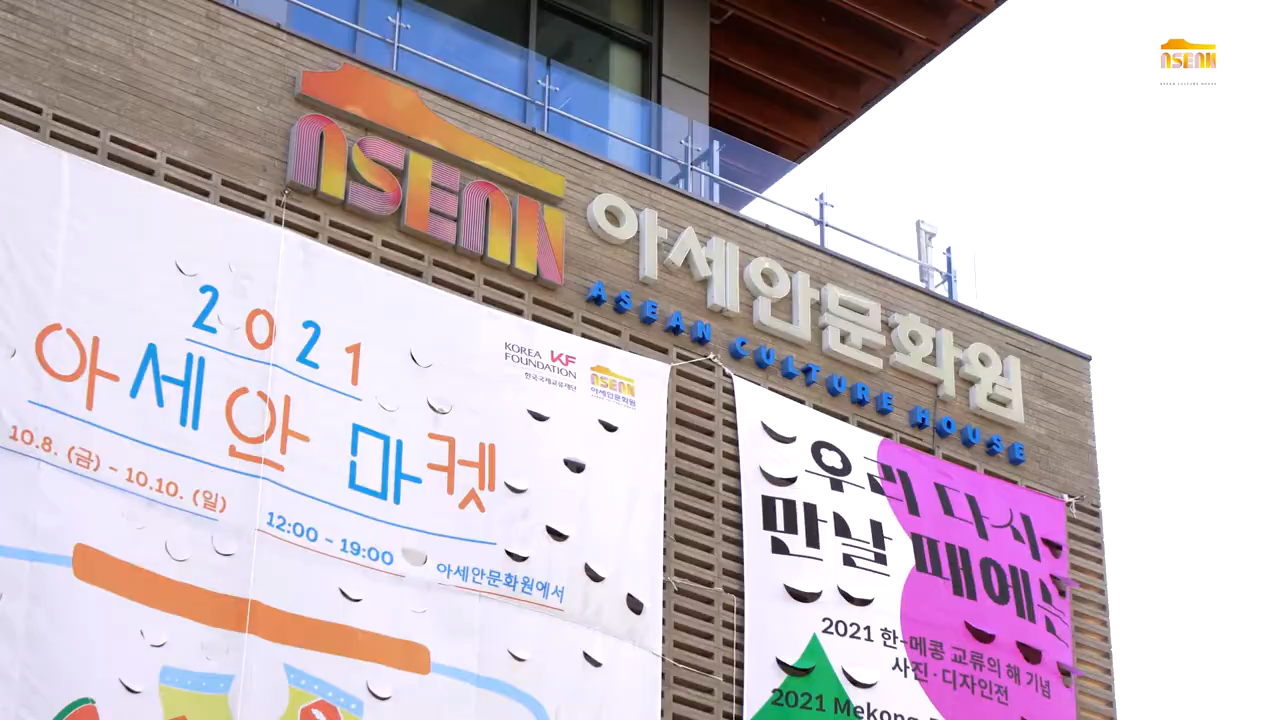 ASEAN
ASEAN CULTURE HOUSE
ASEAN
아세안문화원
ASEAN CULTURE HOUSE
2021
아세안 마켓
10.8. (금) - 10.10. (일)
12:00 - 19:00
아세안문화원에서
KOREA
FOUNDATION
KF
한국국제교류재단
ASEAN
아세안문화원
우리 다시
만날 때에는
2021 한-메콩 교류의 해 기념
사진·디자인전
2021 Mekong